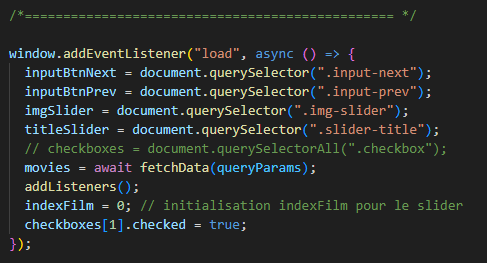 /*=============================================== */
window.addEventListener("load", async () => {
  inputBtnNext = document.querySelector(".input-next");
  inputBtnPrev = document.querySelector(".input-prev");
  imgSlider = document.querySelector(".img-slider");
  titleSlider = document.querySelector(".slider-title");
  // checkboxes = document.querySelectorAll(".checkbox");
  movies = await fetchData(queryParams);
  addListeners();
  indexFilm = 0; // initialisation indexFilm pour le slider
  checkboxes[1].checked = true;
});